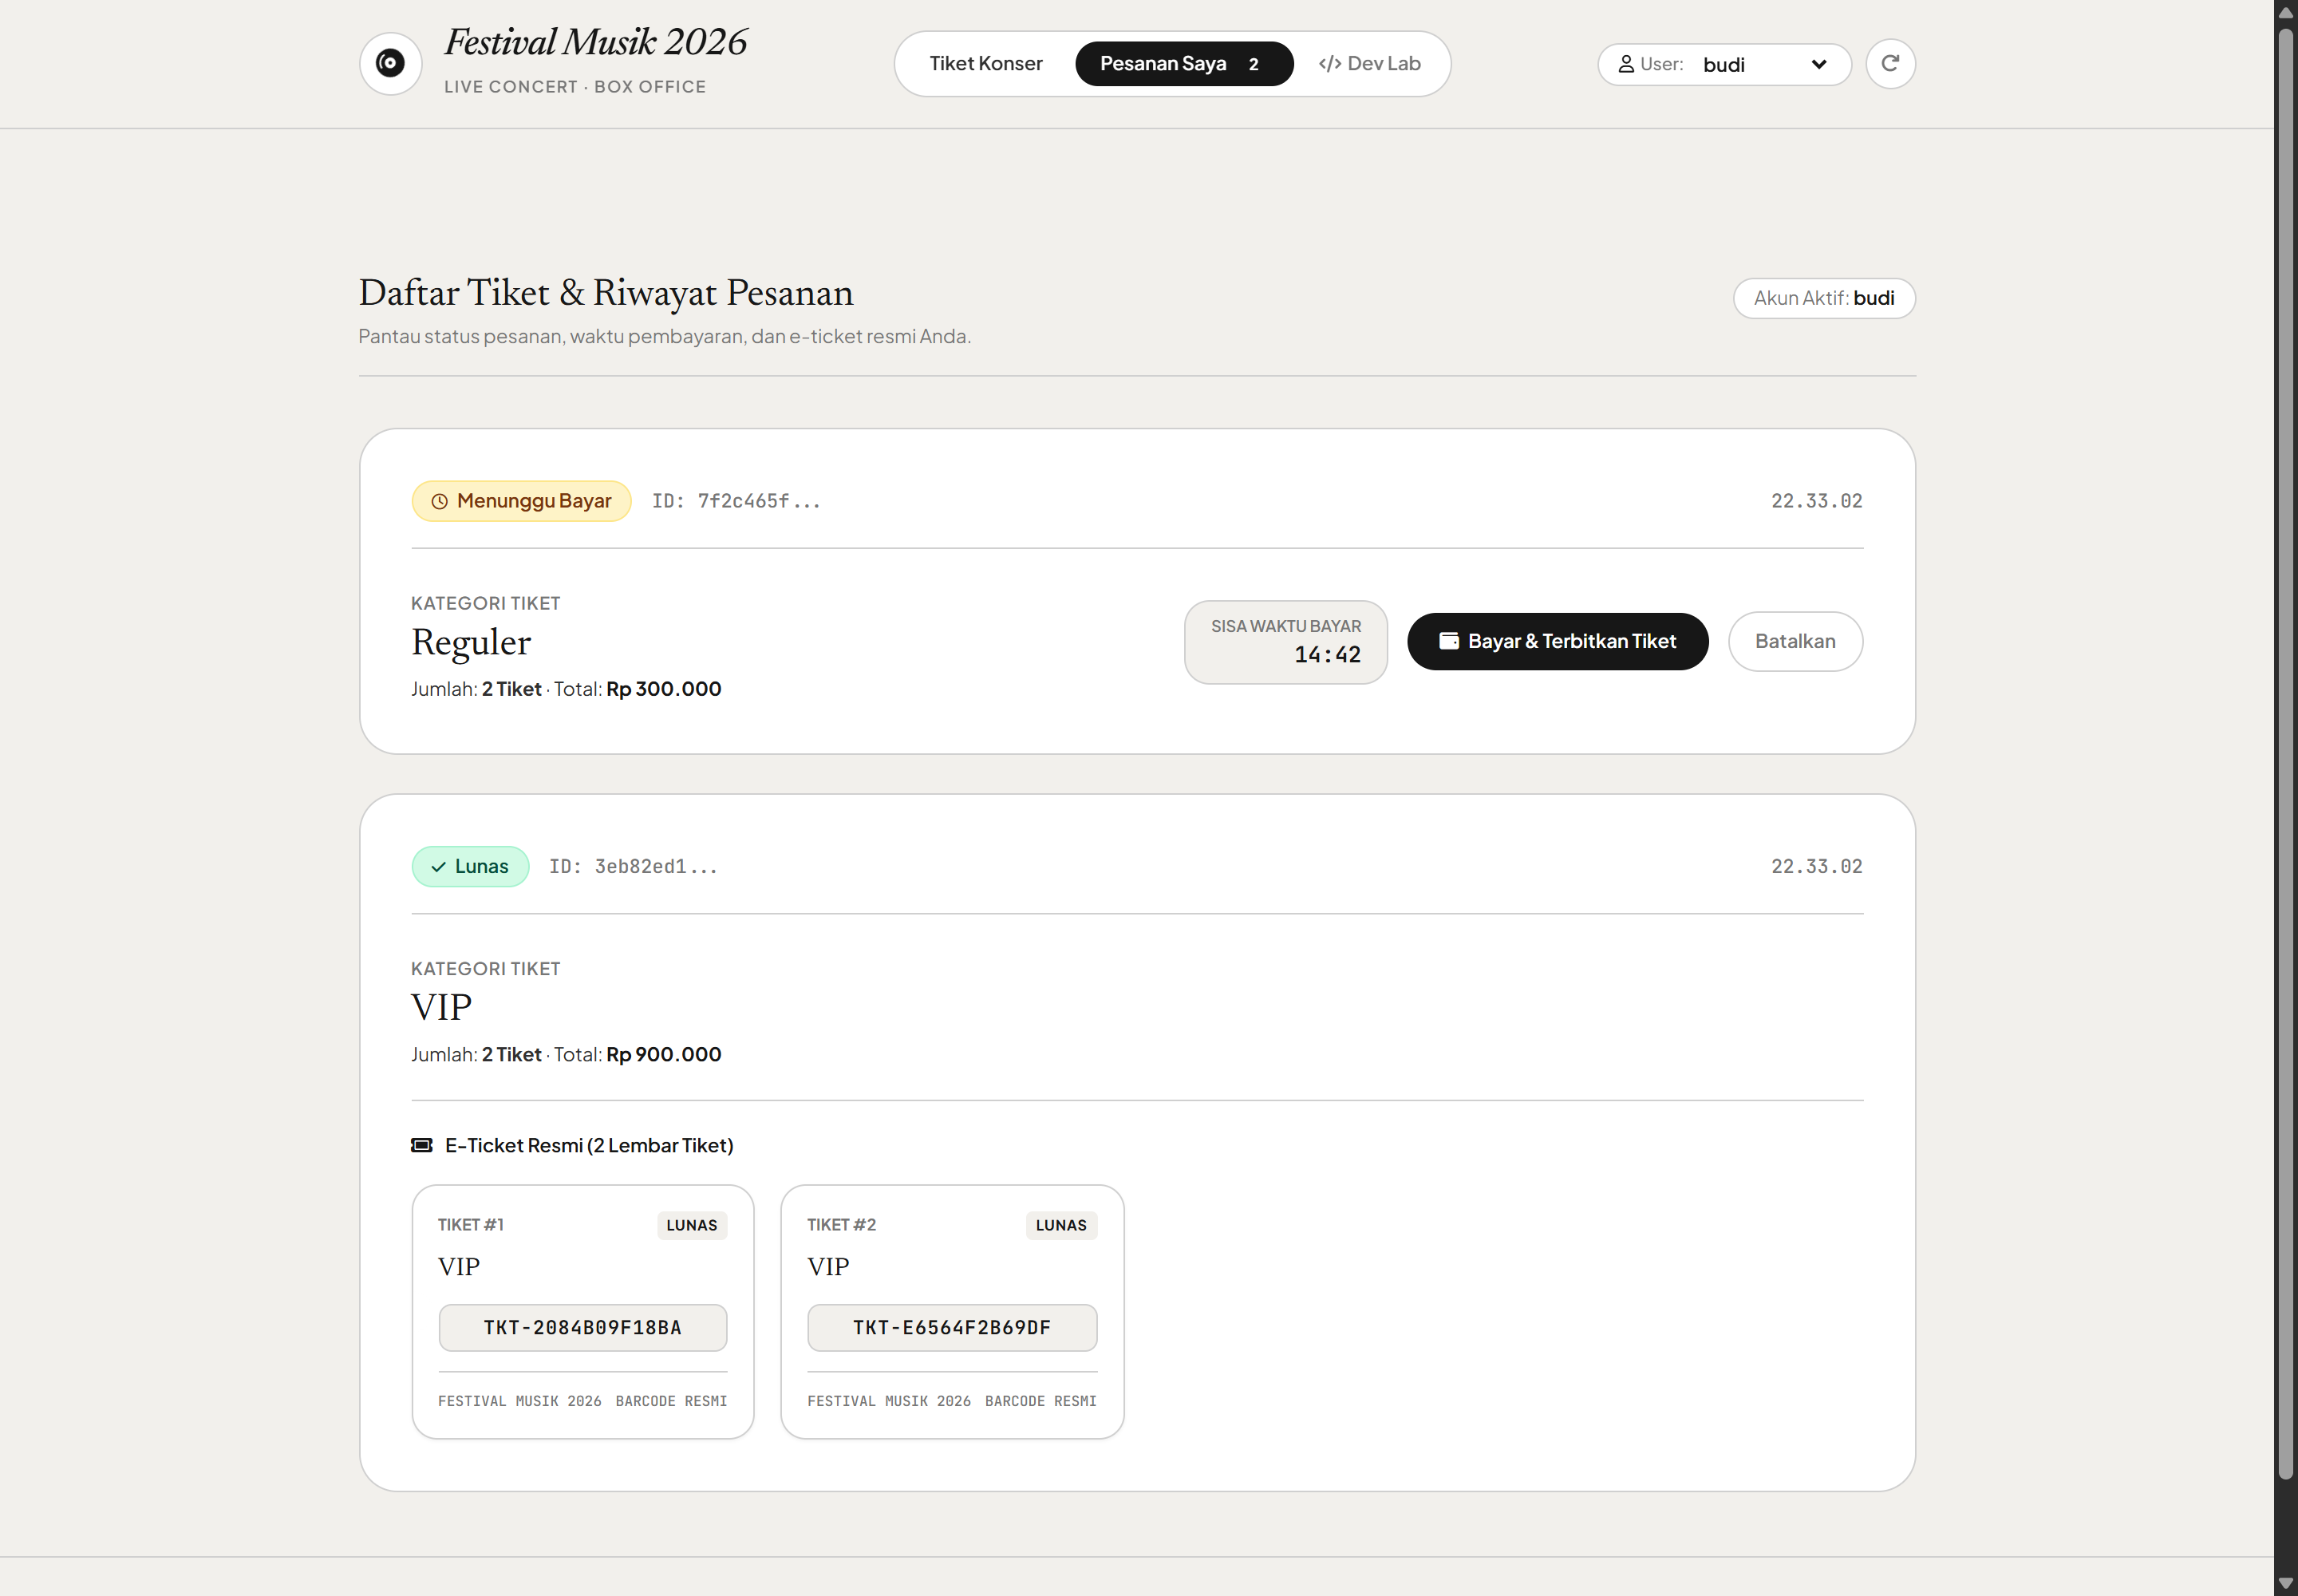 Festival Musik 2026
LIVE CONCERT · BOX OFFICE
Tiket Konser
Pesanan Saya 2
</> Dev Lab
User: budi
Daftar Tiket & Riwayat Pesanan
Akun Aktif: budi
Pantau status pesanan, waktu pembayaran, dan e-ticket resmi Anda.
Menunggu Bayar
ID: 7f2c465f...
22.33.02
KATEGORI TIKET
Reguler
Jumlah: 2 Tiket · Total: Rp 300.000
SISA WAKTU BAYAR
14:42
Bayar & Terbitkan Tiket
Batalkan
Lunas
ID: 3eb82ed1...
22.33.02
KATEGORI TIKET
VIP
Jumlah: 2 Tiket · Total: Rp 900.000
E-Ticket Resmi (2 Lembar Tiket)
TIKET #1
LUNAS
VIP
TKT-2084B09F18BA
FESTIVAL MUSIK 2026
BARCODE RESMI
TIKET #2
LUNAS
VIP
TKT-E6564F2B69DF
FESTIVAL MUSIK 2026
BARCODE RESMI